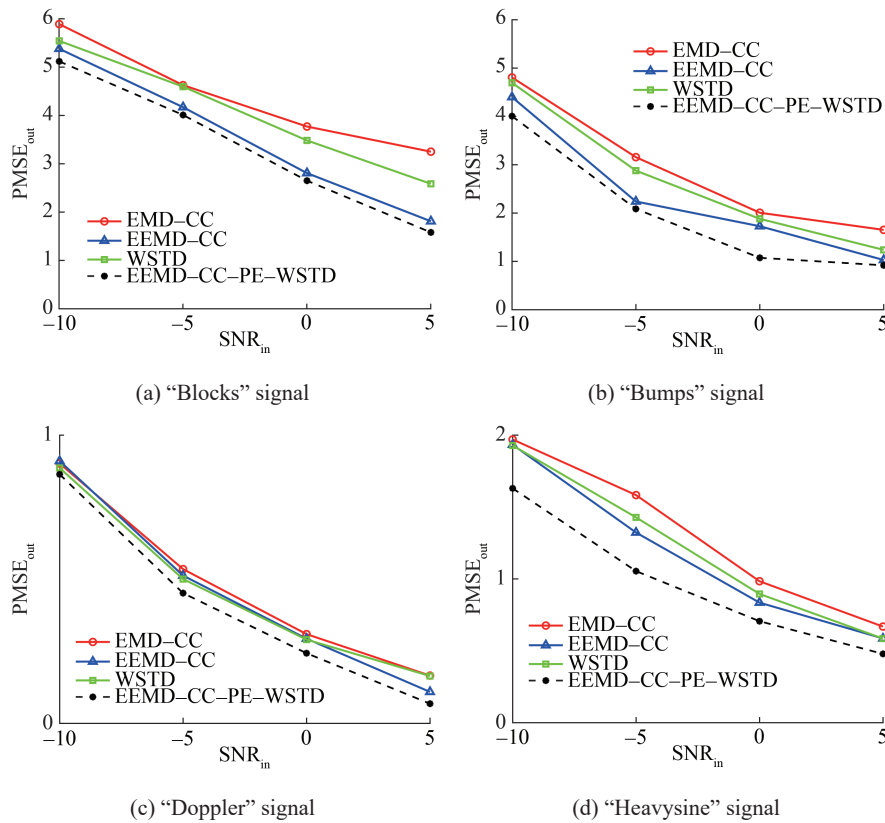 6
5
4
3
2
1
0
PMSEout
EMD–CC
EEMD–CC
WSTD
EEMD–CC–PE–WSTD
–10
–5
0
5
SNRin
(a) “Blocks” signal
6
5
4
3
2
1
0
PMSEout
EMD–CC
EEMD–CC
WSTD
EEMD–CC–PE–WSTD
–10
–5
0
5
SNRin
(b) “Bumps” signal
1
0
PMSEout
EMD–CC
EEMD–CC
WSTD
EEMD–CC–PE–WSTD
–10
–5
0
5
SNRin
(c) “Doppler” signal
2
1
0
PMSEout
EMD–CC
EEMD–CC
WSTD
EEMD–CC–PE–WSTD
–10
–5
0
5
SNRin
(d) “Heavysine” signal